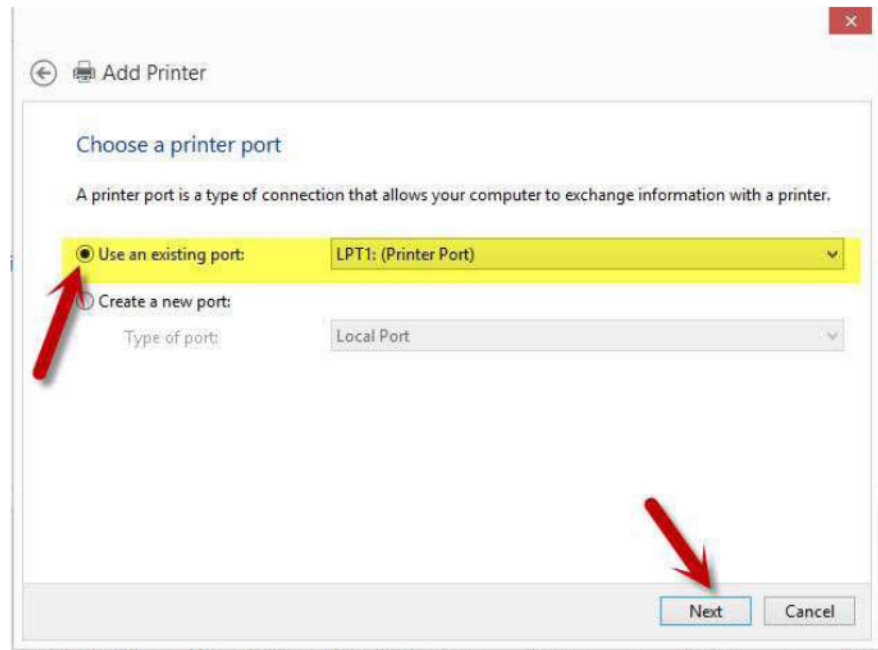 Add Printer
Choose a printer port
A printer port is a type of connection that allows your computer to exchange information with a printer.
Use an existing port: LPT1: (Printer Port)
Create a new port:
Type of port: Local Port
Next Cancel